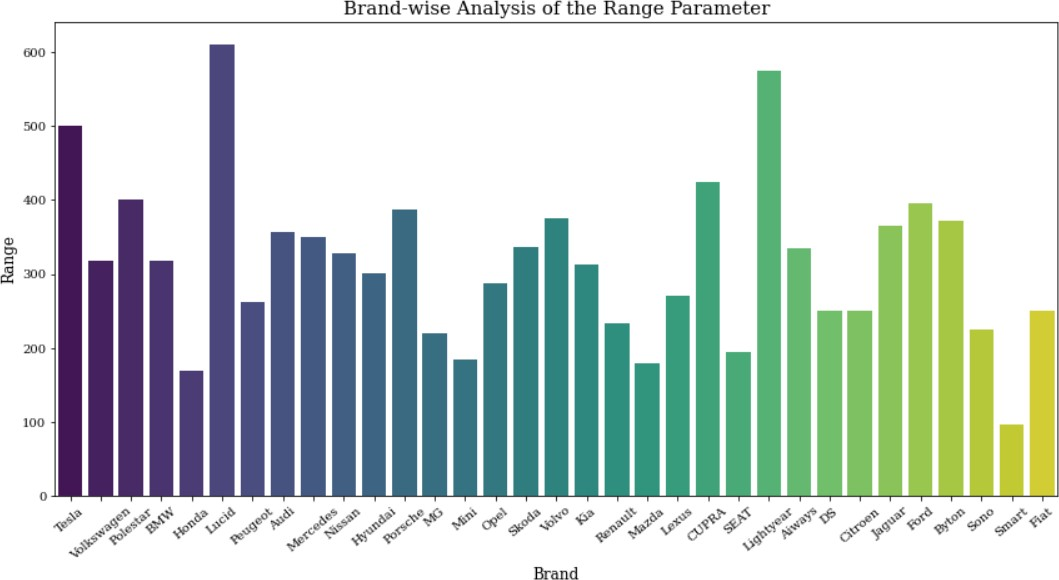 Brand-wise Analysis of the Range Parameter
Range
600
500
400
300
200
100
0
Tesla
Volkswagen
Polestar
BMW
Honda
Lucid
Peugeot
Audi
Mercedes
Nissan
Hyundai
Porsche
MG
Mini
Opel
Skoda
Volvo
Kia
Renault
Mazda
Lexus
CUPRA
SEAT
Lightyear
Aiways
DS
Citroen
Jaguar
Ford
Byton
Sono
Smart
Fiat
Brand